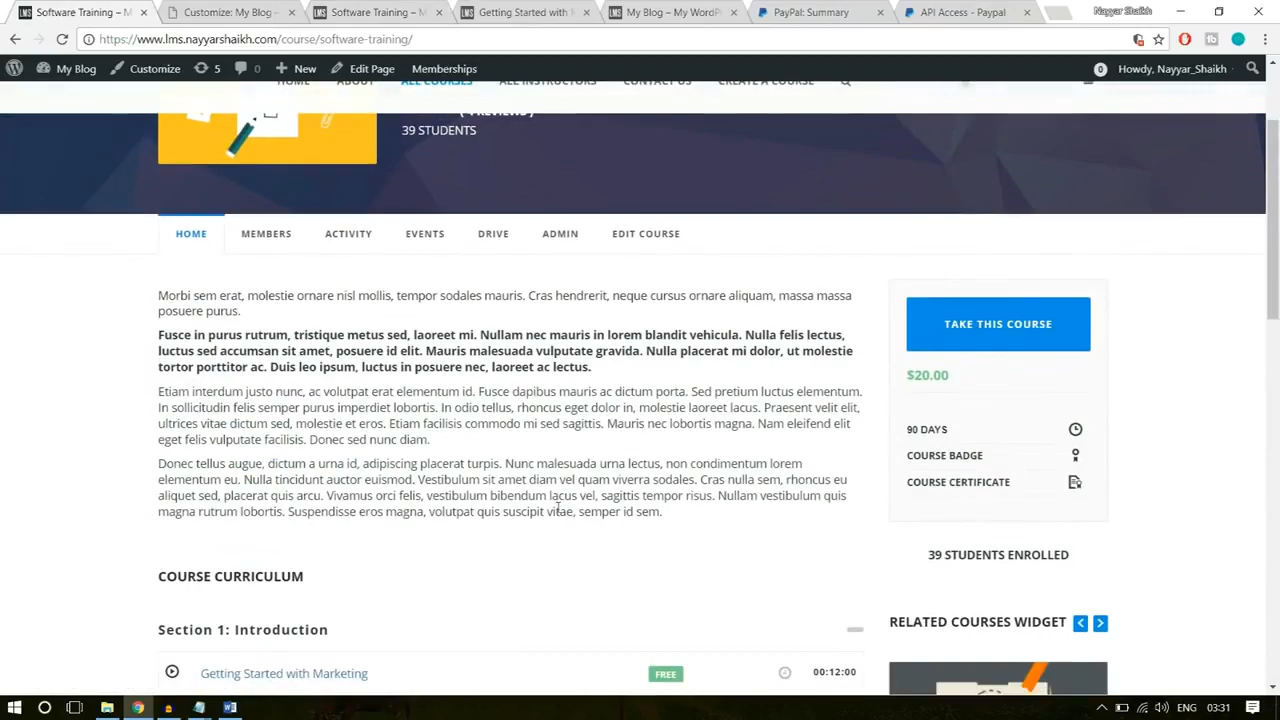 Software Training – M
Customize: My Blog –
Software Training – M
Getting Started with
My Blog – My WordPr
PayPal: Summary
API Access - Paypal
Nayyar Shaikh
https://www.lms.nayyarshaikh.com/course/software-training/
My Blog
Customize
5
0
New
Edit Page
Memberships
0
Howdy, Nayyar_Shaikh
HOME
ABOUT
ALL COURSES
ALL INSTRUCTORS
CONTACT US
CREATE A COURSE
39 STUDENTS
HOME
MEMBERS
ACTIVITY
EVENTS
DRIVE
ADMIN
EDIT COURSE
Morbi sem erat, molestie ornare nisl mollis, tempor sodales mauris. Cras hendrerit, neque cursus ornare aliquam, massa massa
posuere purus.
Fusce in purus rutrum, tristique metus sed, laoreet mi. Nullam nec mauris in lorem blandit vehicula. Nulla felis lectus,
luctus sed accumsan sit amet, posuere id elit. Mauris malesuada vulputate gravida. Nulla placerat mi dolor, ut molestie
tortor porttitor ac. Duis leo ipsum, luctus in posuere nec, laoreet ac lectus.
Etiam interdum justo nunc, ac volutpat erat elementum id. Fusce dapibus mauris ac dictum porta. Sed pretium luctus elementum.
In sollicitudin felis semper purus imperdiet lobortis. In odio tellus, rhoncus eget dolor in, molestie laoreet lacus. Praesent velit elit,
ultrices vitae dictum sed, molestie et eros. Etiam facilisis commodo mi sed sagittis. Mauris nec lobortis magna. Nam eleifend elit
eget felis vulputate facilisis. Donec sed nunc diam.
Donec tellus augue, dictum a urna id, adipiscing placerat turpis. Nunc malesuada urna lectus, non condimentum lorem
elementum eu. Nulla tincidunt auctor euismod. Vestibulum sit amet diam vel quam viverra sodales. Cras nulla sem, rhoncus eu
aliquet sed, placerat quis arcu. Vivamus orci felis, vestibulum bibendum lacus vel, sagittis tempor risus. Nullam vestibulum quis
magna rutrum lobortis. Suspendisse eros magna, volutpat quis suscipit vitae, semper id sem.
TAKE THIS COURSE
$20.00
90 DAYS
COURSE BADGE
COURSE CERTIFICATE
39 STUDENTS ENROLLED
COURSE CURRICULUM
RELATED COURSES WIDGET
Section 1: Introduction
Getting Started with Marketing
FREE
00:12:00
ENG
03:31